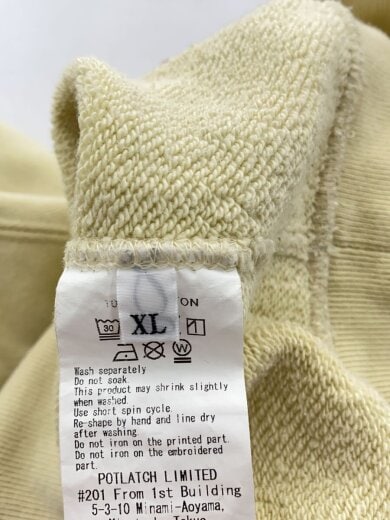 ON
30
XL
Wash separately
Do not soak.
This product may shrink slightly
when washed.
Use short spin cycle.
Re-shape by hand and line dry
after washing.
Do not iron on the printed part.
Do not iron on the embroidered
part.
POTLATCH LIMITED
#201 From 1st Building
5-3-10 Minami-Aoyama,